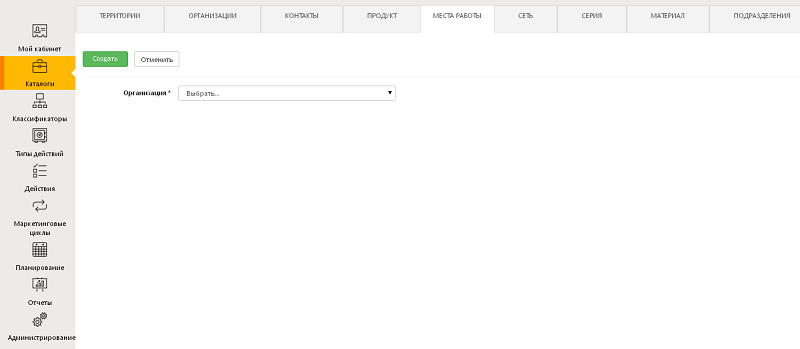 ТЕРРИТОРИИ ОРГАНИЗАЦИИ КОНТАКТЫ ПРОДУКТ МЕСТА РАБОТЫ СЕТЬ СЕРИЯ МАТЕРИАЛ ПОДРАЗДЕЛЕНИЯ
Мой кабинет
Каталоги
Классификаторы
Типы действий
Действия
Маркетинговые
циклы
Планирование
Отчеты
Администрирование
Создать Отменить
Организация * Выбрать...